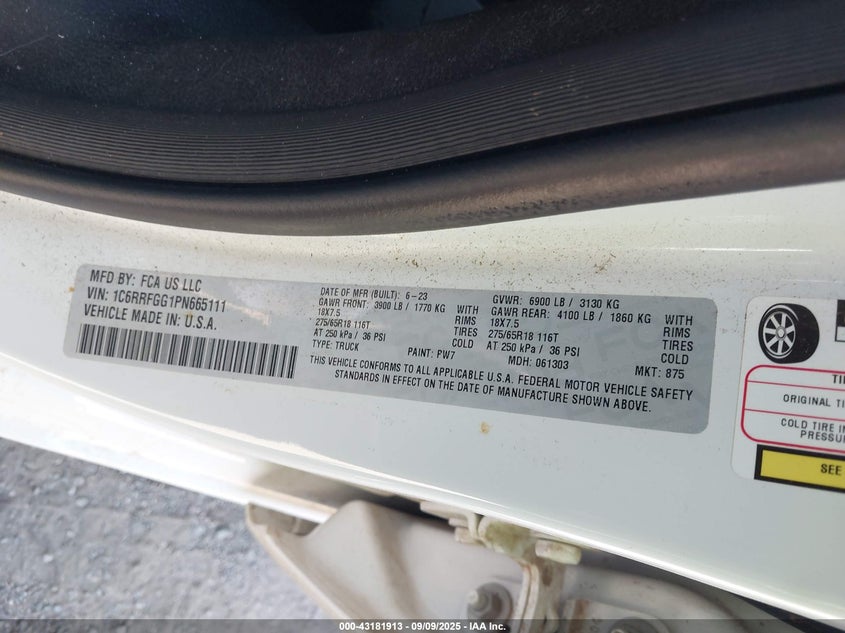 MFD BY: FCA US LLC
VIN: 1C6RRFGG1PN665111
VEHICLE MADE IN: U.S.A.
DATE OF MFR (BUILT): 6-23
GAWR FRONT: 3900 LB / 1770 KG WITH
18X7.5 RIMS
275/65R18 116T TIRES
AT 250 kPa / 36 PSI COLD
TYPE: TRUCK PAINT: PW7
GVWR: 6900 LB / 3130 KG
GAWR REAR: 4100 LB / 1860 KG WITH
18X7.5 RIMS
275/65R18 116T TIRES
AT 250 kPa / 36 PSI COLD
MDH: 061303 MKT: 875
THIS VEHICLE CONFORMS TO ALL APPLICABLE U.S.A. FEDERAL MOTOR VEHICLE SAFETY
STANDARDS IN EFFECT ON THE DATE OF MANUFACTURE SHOWN ABOVE.
ORIGINAL
COLD TIRE
SEE
000-43181913 - 09/09/2025 - IAA Inc.